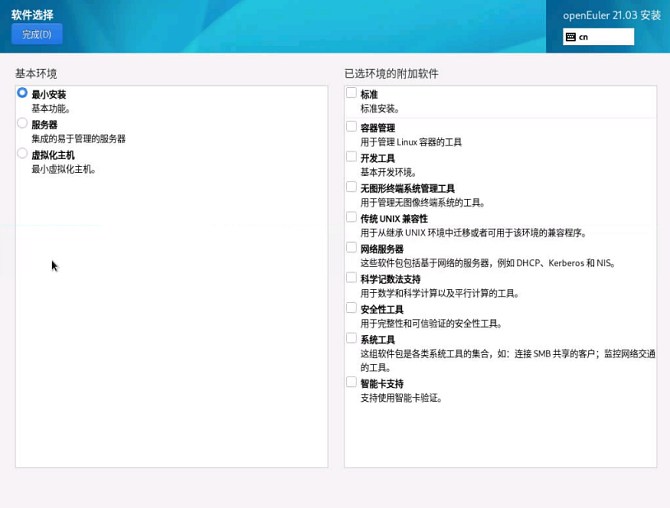 软件选择
openEuler 21.03 安装
完成(D)
cn
基本环境
最小安装
基本功能。
服务器
集成的易于管理的服务器
虚拟化主机
最小虚拟化主机。
已选环境的附加软件
标准
标准安装。
容器管理
用于管理 Linux 容器的工具
开发工具
基本开发环境。
无图形终端系统管理工具
用于管理无图像终端系统的工具。
传统 UNIX 兼容性
用于从继承 UNIX 环境中迁移或者可用于该环境的兼容程序。
网络服务器
这些软件包包括基于网络的服务器，例如 DHCP、Kerberos 和 NIS。
科学记数法支持
用于数学和科学计算以及平行计算的工具。
安全性工具
用于完整性和可信验证的安全性工具。
系统工具
这组软件包是各类系统工具的集合，如：连接 SMB 共享的客户；监控网络交通
的工具。
智能卡支持
支持使用智能卡验证。